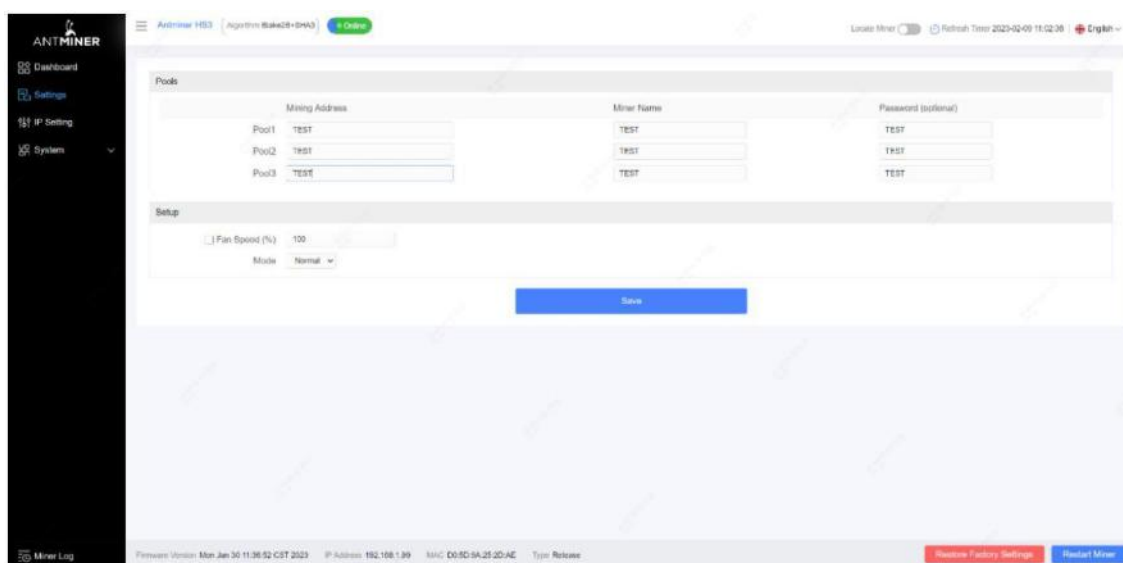 ANTMINER
Antminer HS3 Algorithm Blake2B+SHA3 Online
Locate Miner Refresh Timer 2023-02-09 11:02:38 English
Dashboard
Settings
IP Setting
System
Pools
Mining Address Miner Name Password (optional)
Pool1 TEST TEST TEST
Pool2 TEST TEST TEST
Pool3 TEST TEST TEST
Setup
Fan Speed (%) 100
Mode Normal
Save
Miner Log
Firmware Version Mon Jan 30 11:36:52 CST 2023 IP Address 192.168.1.99 MAC D0:5D:9A:25:2D:AE Type Release
Restore Factory Settings Restart Miner